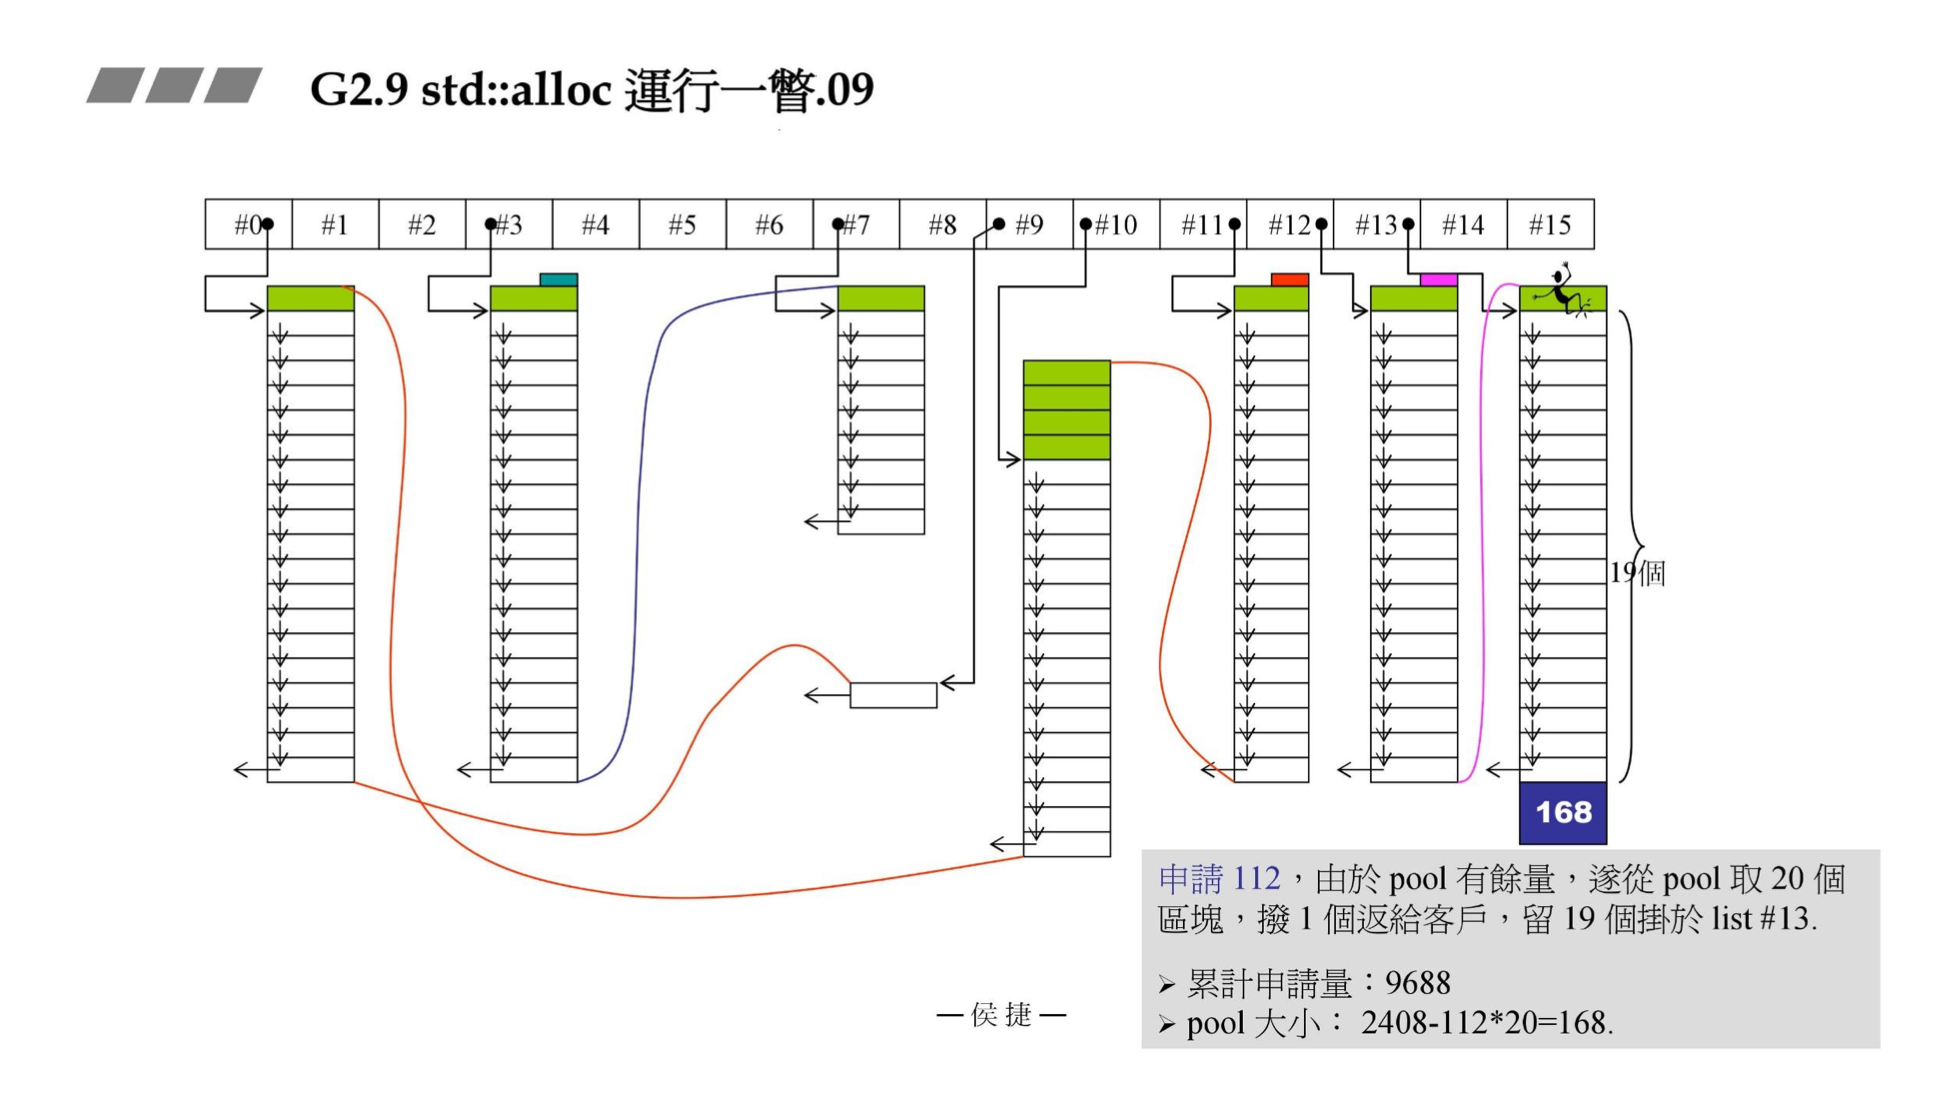 G2.9 std::alloc 運行一瞥.09
#0 #1 #2 #3 #4 #5 #6 #7 #8 #9 #10 #11 #12 #13 #14 #15
19個
168
申請 112，由於 pool 有餘量，遂從 pool 取 20 個
區塊，撥 1 個返給客戶，留 19 個掛於 list #13.
➢ 累計申請量：9688
➢ pool 大小： 2408-112*20=168.
— 侯 捷 —